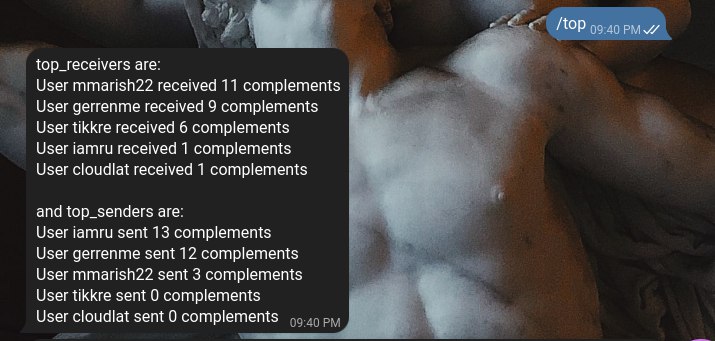 /top 09:40 PM
top_receivers are:
User mmarish22 received 11 complements
User gerrenme received 9 complements
User tikkre received 6 complements
User iamru received 1 complements
User cloudlat received 1 complements
and top_senders are:
User iamru sent 13 complements
User gerrenme sent 12 complements
User mmarish22 sent 3 complements
User tikkre sent 0 complements
User cloudlat sent 0 complements 09:40 PM